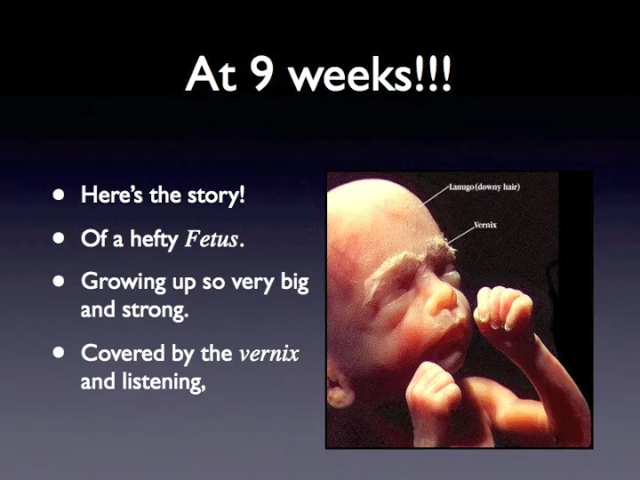 At 9 weeks!!!
• Here's the story!
• Of a hefty Fetus.
• Growing up so very big
and strong.
• Covered by the vernix
and listening,
Lanugo (downy hair)
Vernix